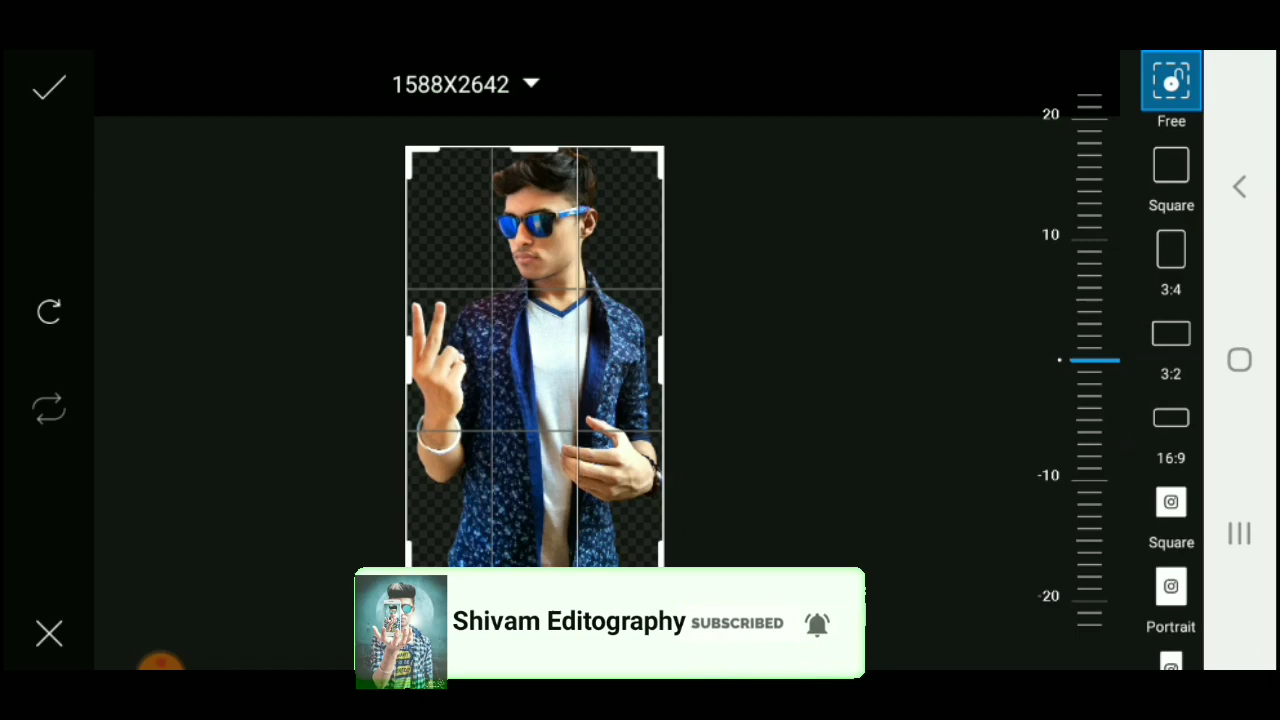 1588X2642
20
10
-10
-20
Free
Square
3:4
3:2
16:9
Square
Portrait
Shivam Editography SUBSCRIBED